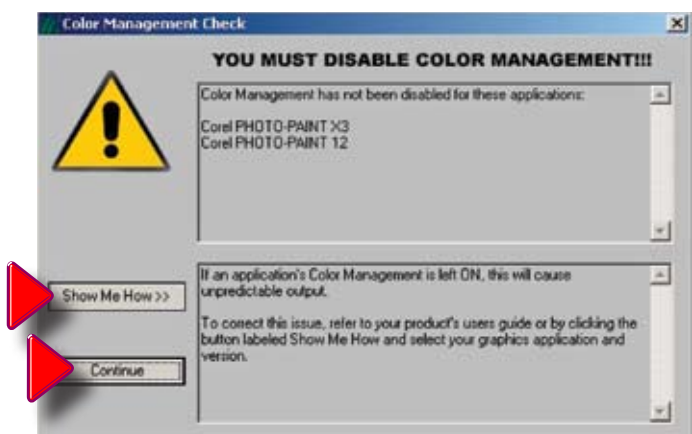 Color Management Check
YOU MUST DISABLE COLOR MANAGEMENT!!!
Color Management has not been disabled for these applications:
Corel PHOTO-PAINT X3
Corel PHOTO-PAINT 12
Show Me How >>
Continue
If an application's Color Management is left ON, this will cause
unpredictable output.
To correct this issue, refer to your product's users guide or by clicking the
button labeled Show Me How and select your graphics application and
version.